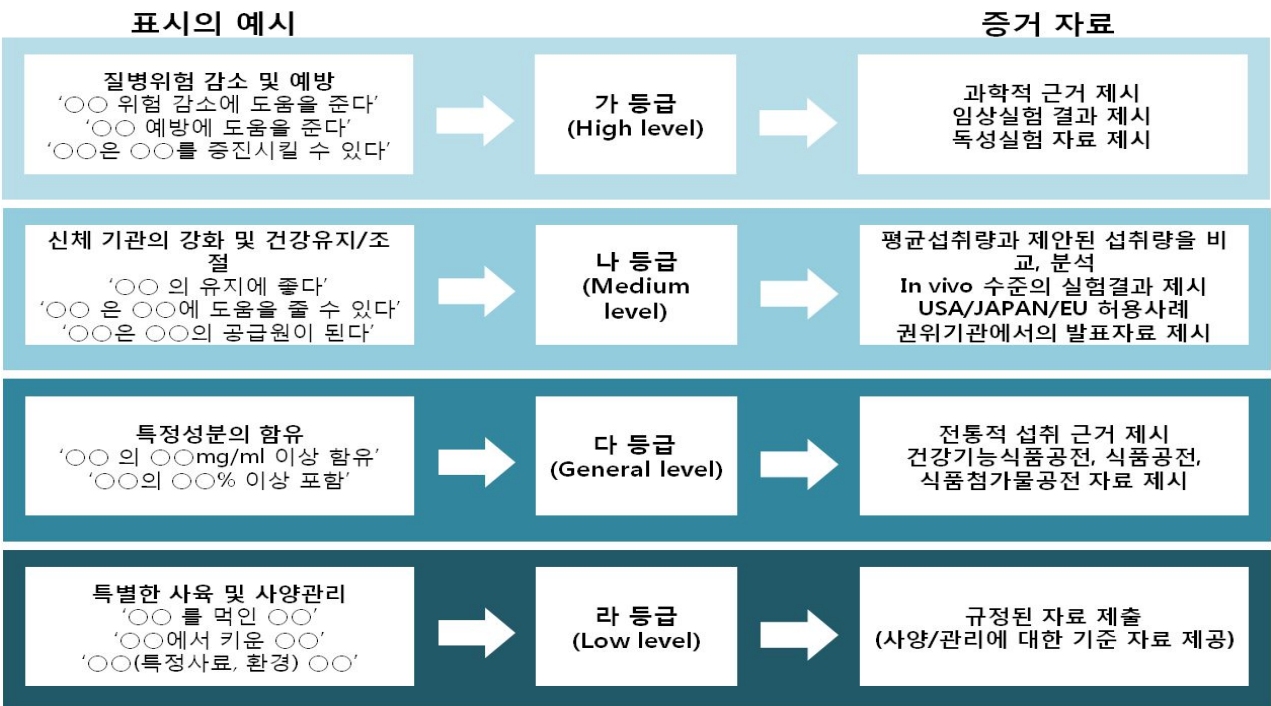 표시의 예시
증거 자료
질병위험 감소 및 예방
‘○○ 위험 감소에 도움을 준다’
‘○○ 예방에 도움을 준다’
‘○○은 ○○를 증진시킬 수 있다’
가 등급
(High level)
과학적 근거 제시
임상실험 결과 제시
독성실험 자료 제시
신체 기관의 강화 및 건강유지/조
절
‘○○ 의 유지에 좋다’
‘○○ 은 ○○에 도움을 줄 수 있다’
‘○○은 ○○의 공급원이 된다’
나 등급
(Medium
level)
평균섭취량과 제안된 섭취량을 비
교, 분석
In vivo 수준의 실험결과 제시
USA/JAPAN/EU 허용사례
권위기관에서의 발표자료 제시
특정성분의 함유
‘○○ 의 ○○mg/ml 이상 함유’
‘○○의 ○○% 이상 포함’
다 등급
(General level)
전통적 섭취 근거 제시
건강기능식품공전, 식품공전,
식품첨가물공전 자료 제시
특별한 사육 및 사양관리
‘○○ 를 먹인 ○○’
‘○○에서 키운 ○○’
‘○○(특정사료, 환경) ○○’
라 등급
(Low level)
규정된 자료 제출
(사양/관리에 대한 기준 자료 제공)